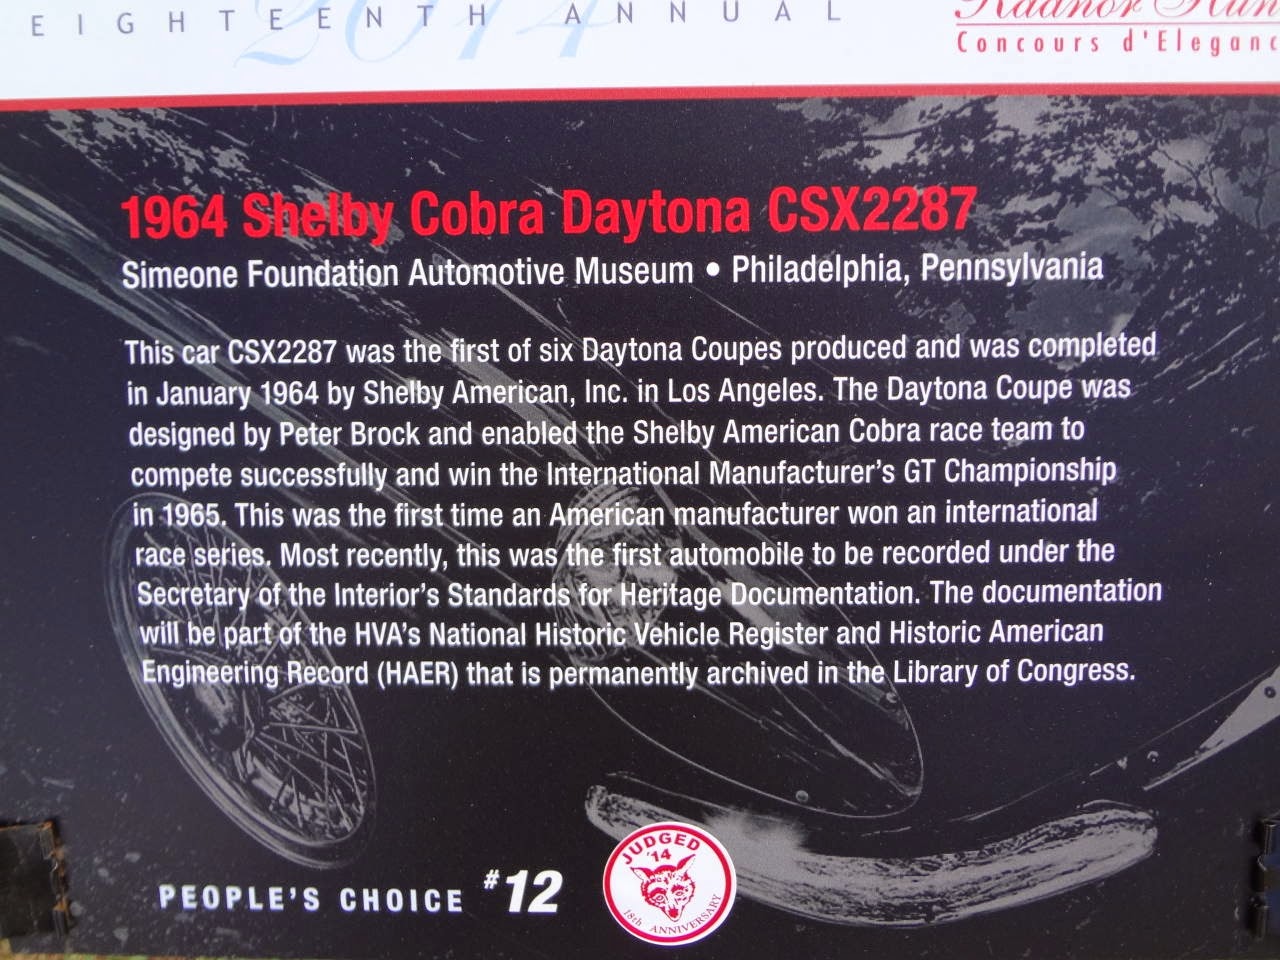 EIGHTEENTH ANNUAL
2014
Radnor Hun
Concours d'Eleganc
1964 Shelby Cobra Daytona CSX2287
Simeone Foundation Automotive Museum • Philadelphia, Pennsylvania
This car CSX2287 was the first of six Daytona Coupes produced and was completed
in January 1964 by Shelby American, Inc. in Los Angeles. The Daytona Coupe was
designed by Peter Brock and enabled the Shelby American Cobra race team to
compete successfully and win the International Manufacturer's GT Championship
in 1965. This was the first time an American manufacturer won an international
race series. Most recently, this was the first automobile to be recorded under the
Secretary of the Interior's Standards for Heritage Documentation. The documentation
will be part of the HVA's National Historic Vehicle Register and Historic American
Engineering Record (HAER) that is permanently archived in the Library of Congress.
PEOPLE'S CHOICE #12
JUDGED
'14
18th ANNIVERSARY